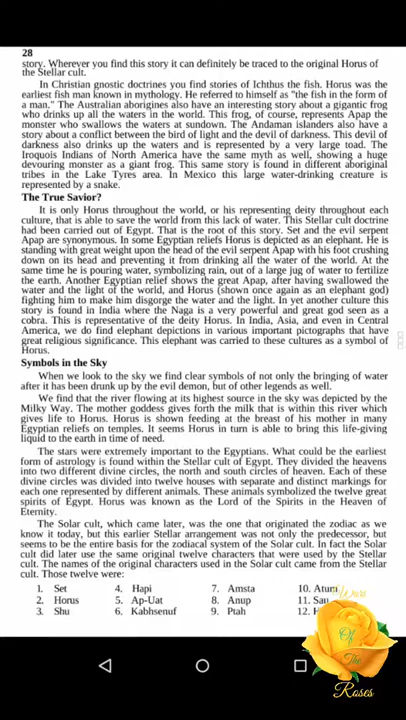 28
story. Wherever you find this story it can definitely be traced to the original Horus of
the Stellar cult.
In Christian gnostic doctrines you find stories of Ichthus the fish. Horus was the
earliest fish man known in mythology. He referred to himself as "the fish in the form of
a man." The Australian aborigines also have an interesting story about a gigantic frog
who drinks up all the waters in the world. This frog, of course, represents Apap the
monster who swallows the waters at sundown. The Andaman islanders also have a
story about a conflict between the bird of light and the devil of darkness. This devil of
darkness also drinks up the waters and is represented by a very large toad. The
Iroquois Indians of North America have the same myth as well, showing a huge
devouring monster as a giant frog. This same story is found in different aboriginal
tribes in the Lake Tyres area. In Mexico this large water-drinking creature is
represented by a snake.
The True Savior?
It is only Horus throughout the world, or his representing deity throughout each
culture, that is able to save the world from this lack of water. This Stellar cult doctrine
had been carried out of Egypt. That is the root of this story. Set and the evil serpent
Apap are synonymous. In some Egyptian reliefs Horus is depicted as an elephant. He is
standing with great weight upon the head of the evil serpent Apap with his foot crushing
down on its head and preventing it from drinking all the water of the world. At the
same time he is pouring water, symbolizing rain, out of a large jug of water to fertilize
the earth. Another Egyptian relief shows the great Apap, after having swallowed the
water and the light of the world, and Horus (shown once again as an elephant god)
fighting him to make him disgorge the water and the light. In yet another culture this
story is found in India where the Naga is a very powerful and great god seen as a
cobra. This is representative of the deity Horus. In India, Asia, and even in Central
America, we do find elephant depictions in various important pictographs that have
great religious significance. This elephant was carried to these cultures as a symbol of
Horus.
Symbols in the Sky
When we look to the sky we find clear symbols of not only the bringing of water
after it has been drunk up by the evil demon, but of other legends as well.
We find that the river flowing at its highest source in the sky was depicted by the
Milky Way. The mother goddess gives forth the milk that is within this river which
gives life to Horus. Horus is shown feeding at the breast of his mother in many
Egyptian reliefs on temples. It seems Horus in turn is able to bring this life-giving
liquid to the earth in time of need.
The stars were extremely important to the Egyptians. What could be the earliest
form of astrology is found within the Stellar cult of Egypt. They divided the heavens
into two different divine circles, the north and south circles of heaven. Each of these
divine circles was divided into twelve houses with separate and distinct markings for
each one represented by different animals. These animals symbolized the twelve great
spirits of Egypt. Horus was known as the Lord of the Spirits in the Heaven of
Eternity.
The Solar cult, which came later, was the one that originated the zodiac as we
know it today, but this earlier Stellar arrangement was not only the predecessor, but
seems to be the entire basis for the zodiacal system of the Solar cult. In fact the Solar
cult did later use the same original twelve characters that were used by the Stellar
cult. The names of the original characters used in the Solar cult came from the Stellar
cult. Those twelve were:
1. Set 4. Hapi 7. Amsta 10. Atum
2. Horus 5. Ap-Uat 8. Anup 11. Sau
3. Shu 6. Kabhsenuf 9. Ptah 12.
Wars
Of
The
Roses